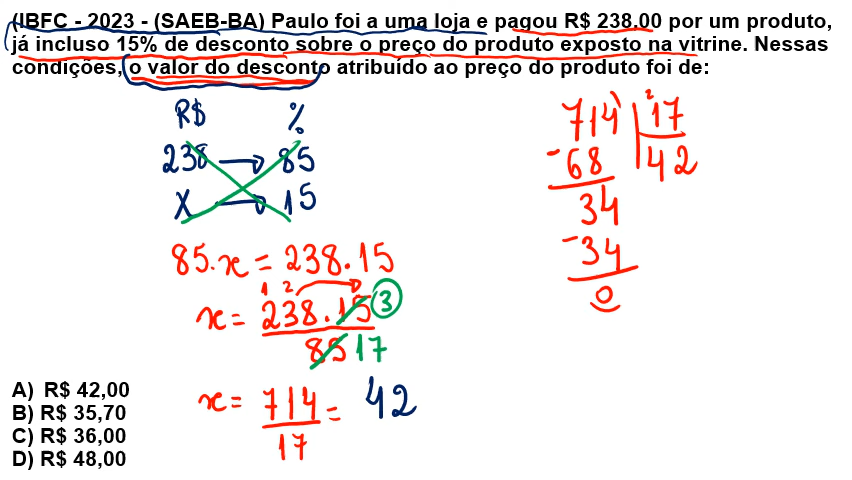 (IBFC - 2023 - (SAEB-BA) Paulo foi a uma loja e pagou R$ 238.00 por um produto,
já incluso 15% de desconto sobre o preço do produto exposto na vitrine. Nessas
condições, o valor do desconto atribuído ao preço do produto foi de:
R$ %
238 → 85
X → 15
85.x = 238.15
1 2
x = 238.15 3
85 17
x = 714 = 42
17
2
714 17
-68 42
34
-34
0
A) R$ 42,00
B) R$ 35,70
C) R$ 36,00
D) R$ 48,00